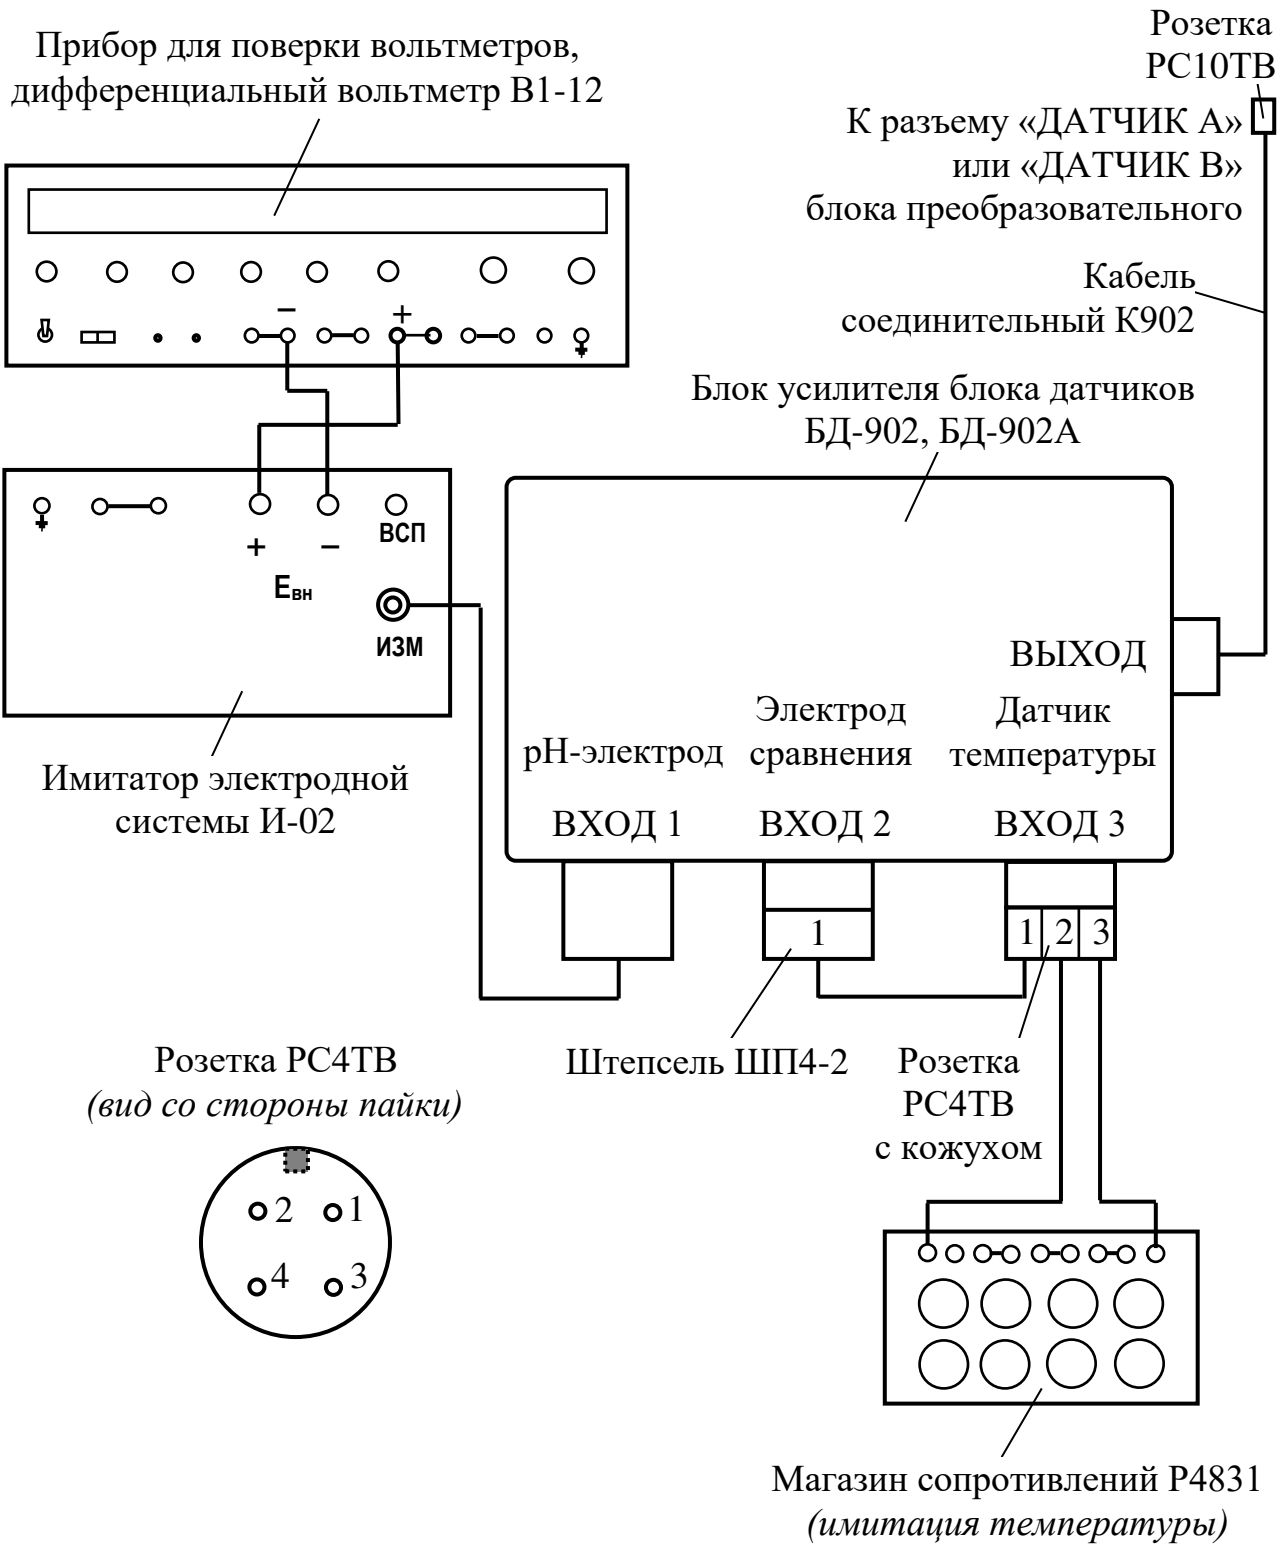 Прибор для поверки вольтметров,
дифференциальный вольтметр В1-12
Розетка
РС10ТВ
К разъему «ДАТЧИК А»
или «ДАТЧИК В»
блока преобразовательного
Кабель
соединительный К902
− +
Блок усилителя блока датчиков
БД-902, БД-902А
+ − ВСП
Евн
ИЗМ
Имитатор электродной
системы И-02
ВЫХОД
рН-электрод
Электрод
сравнения
Датчик
температуры
ВХОД 1 ВХОД 2 ВХОД 3
1 1 2 3
Штепсель ШП4-2
Розетка
РС4ТВ
с кожухом
Розетка РС4ТВ
(вид со стороны пайки)
2 1
4 3
Магазин сопротивлений Р4831
(имитация температуры)